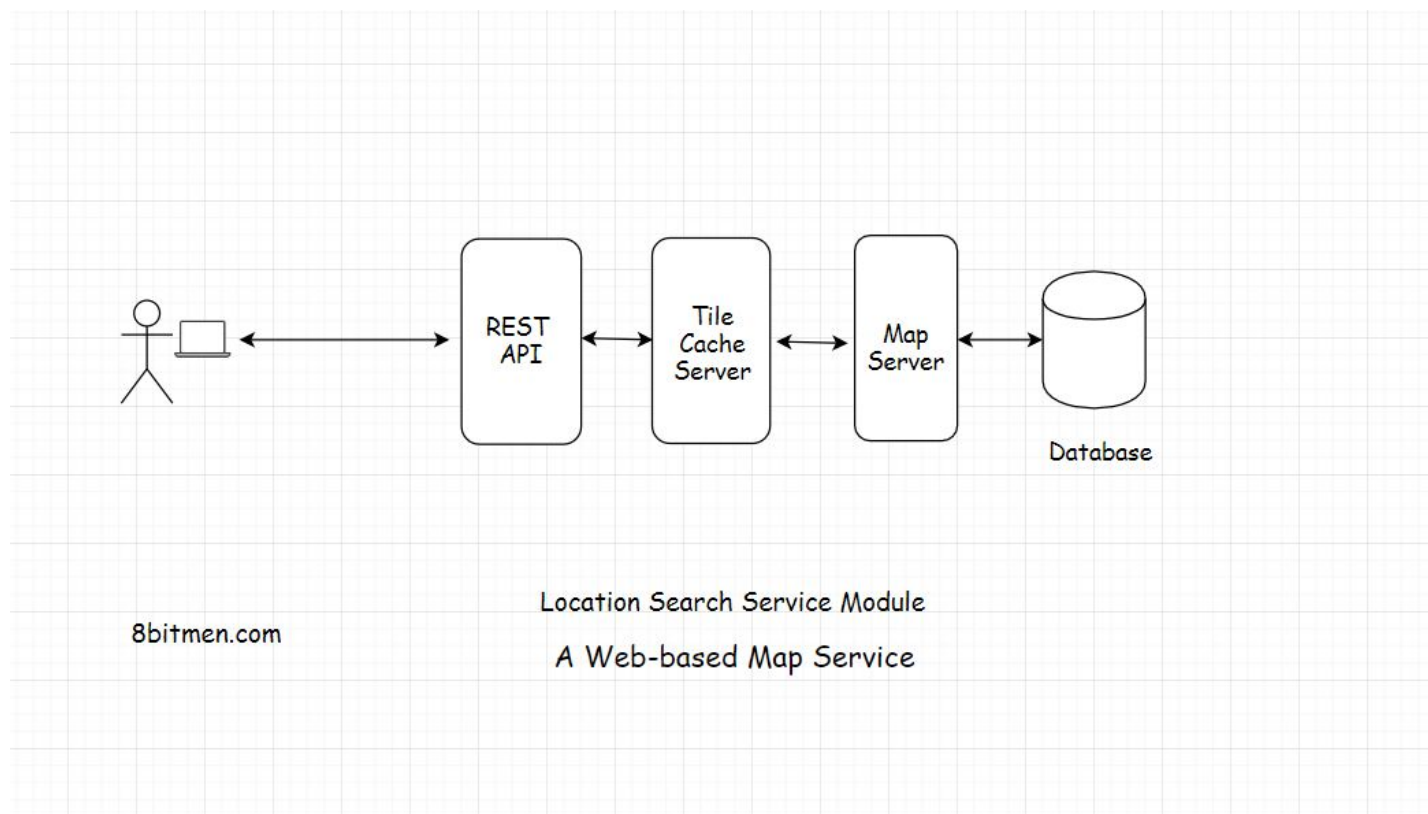 REST
API
Tile
Cache
Server
Map
Server
Database
Location Search Service Module
8bitmen.com
A Web-based Map Service